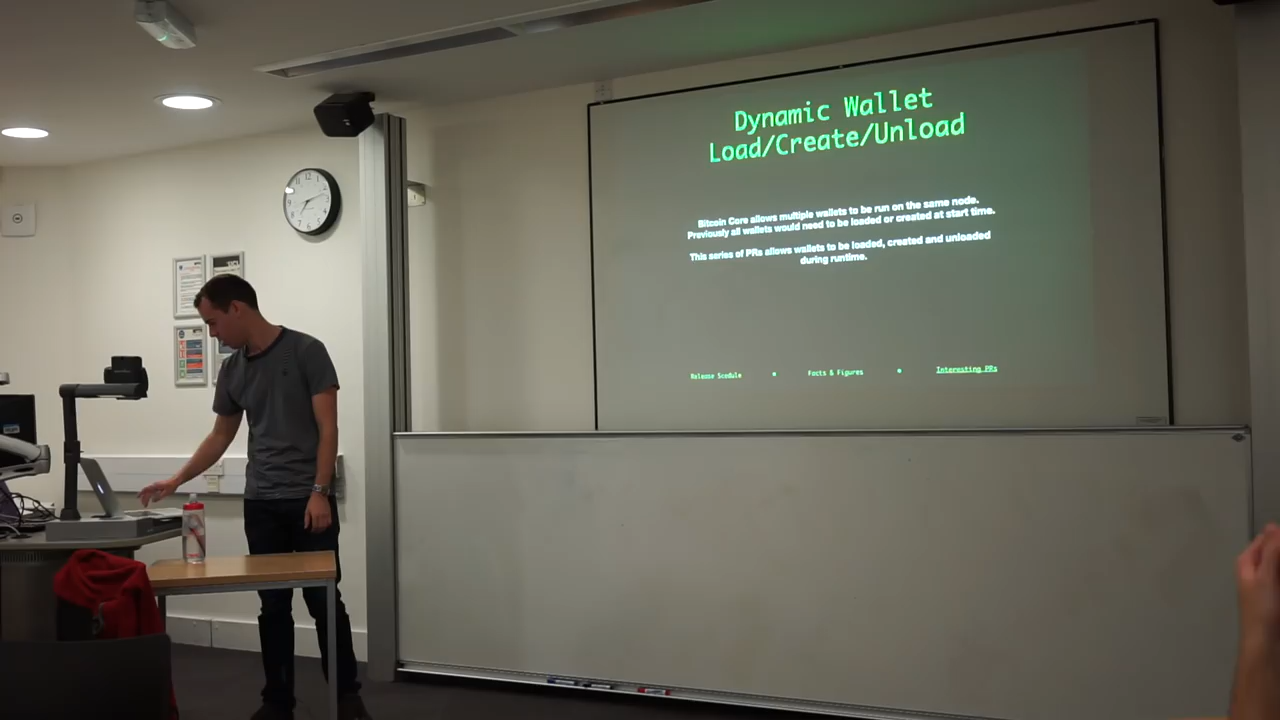 Dynamic Wallet
Load/Create/Unload
Bitcoin Core allows multiple wallets to be run on the same node.
Previously all wallets would need to be loaded or created at start time.
This series of PRs allows wallets to be loaded, created and unloaded
during runtime.
Release Scedule • Facts & Figures • Interesting PRs